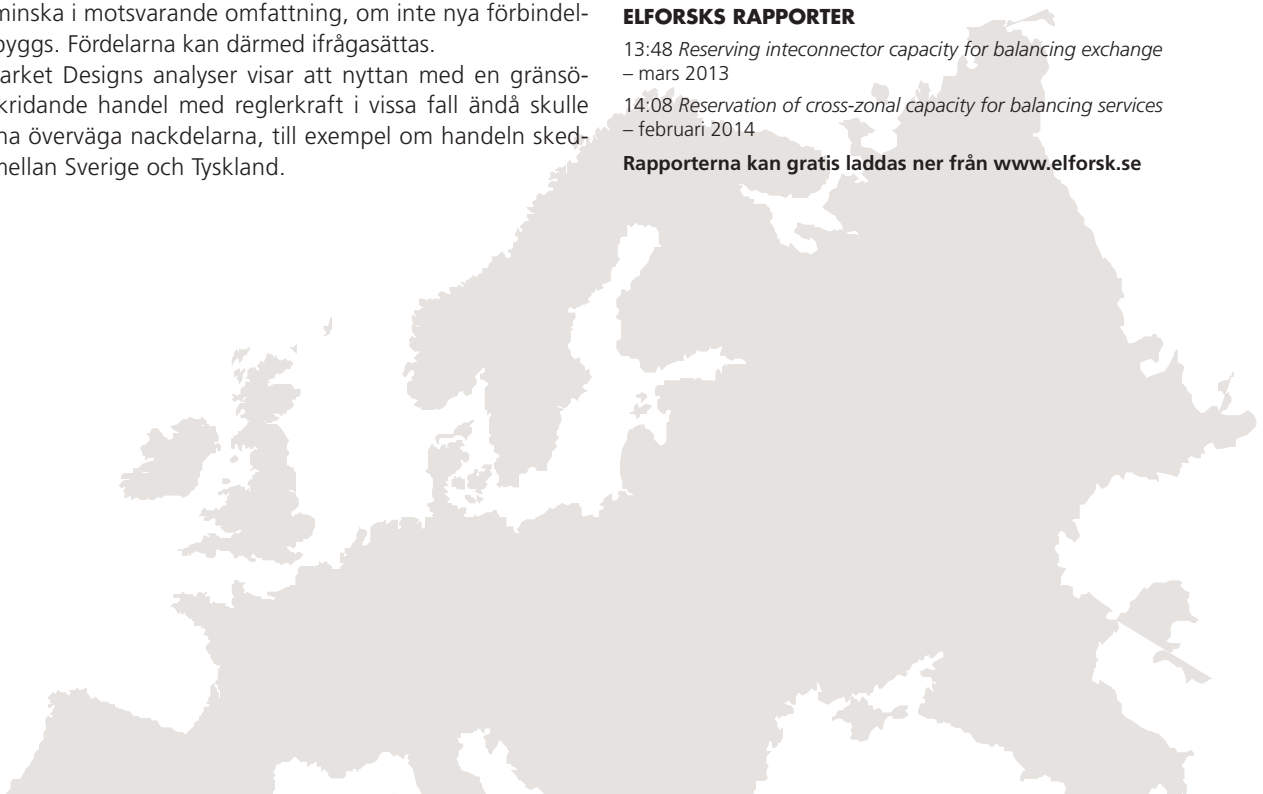 minska i motsvarande omfattning, om inte nya förbindel-
byggs. Fördelarna kan därmed ifrågasättas.
arket Designs analyser visar att nyttan med en gränsö-
kridande handel med reglerkraft i vissa fall ändå skulle
na överväga nackdelarna, till exempel om handeln sked-
mellan Sverige och Tyskland.
ELFORSKS RAPPORTER
13:48 Reserving inteconnector capacity for balancing exchange
– mars 2013
14:08 Reservation of cross-zonal capacity for balancing services
– februari 2014
Rapporterna kan gratis laddas ner från www.elforsk.se